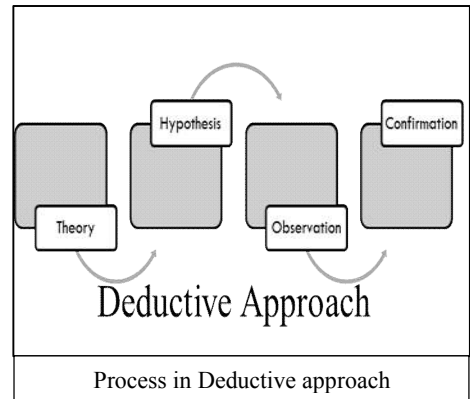 Hypothesis
Confirmation
Theory
Observation
Deductive Approach
Process in Deductive approach